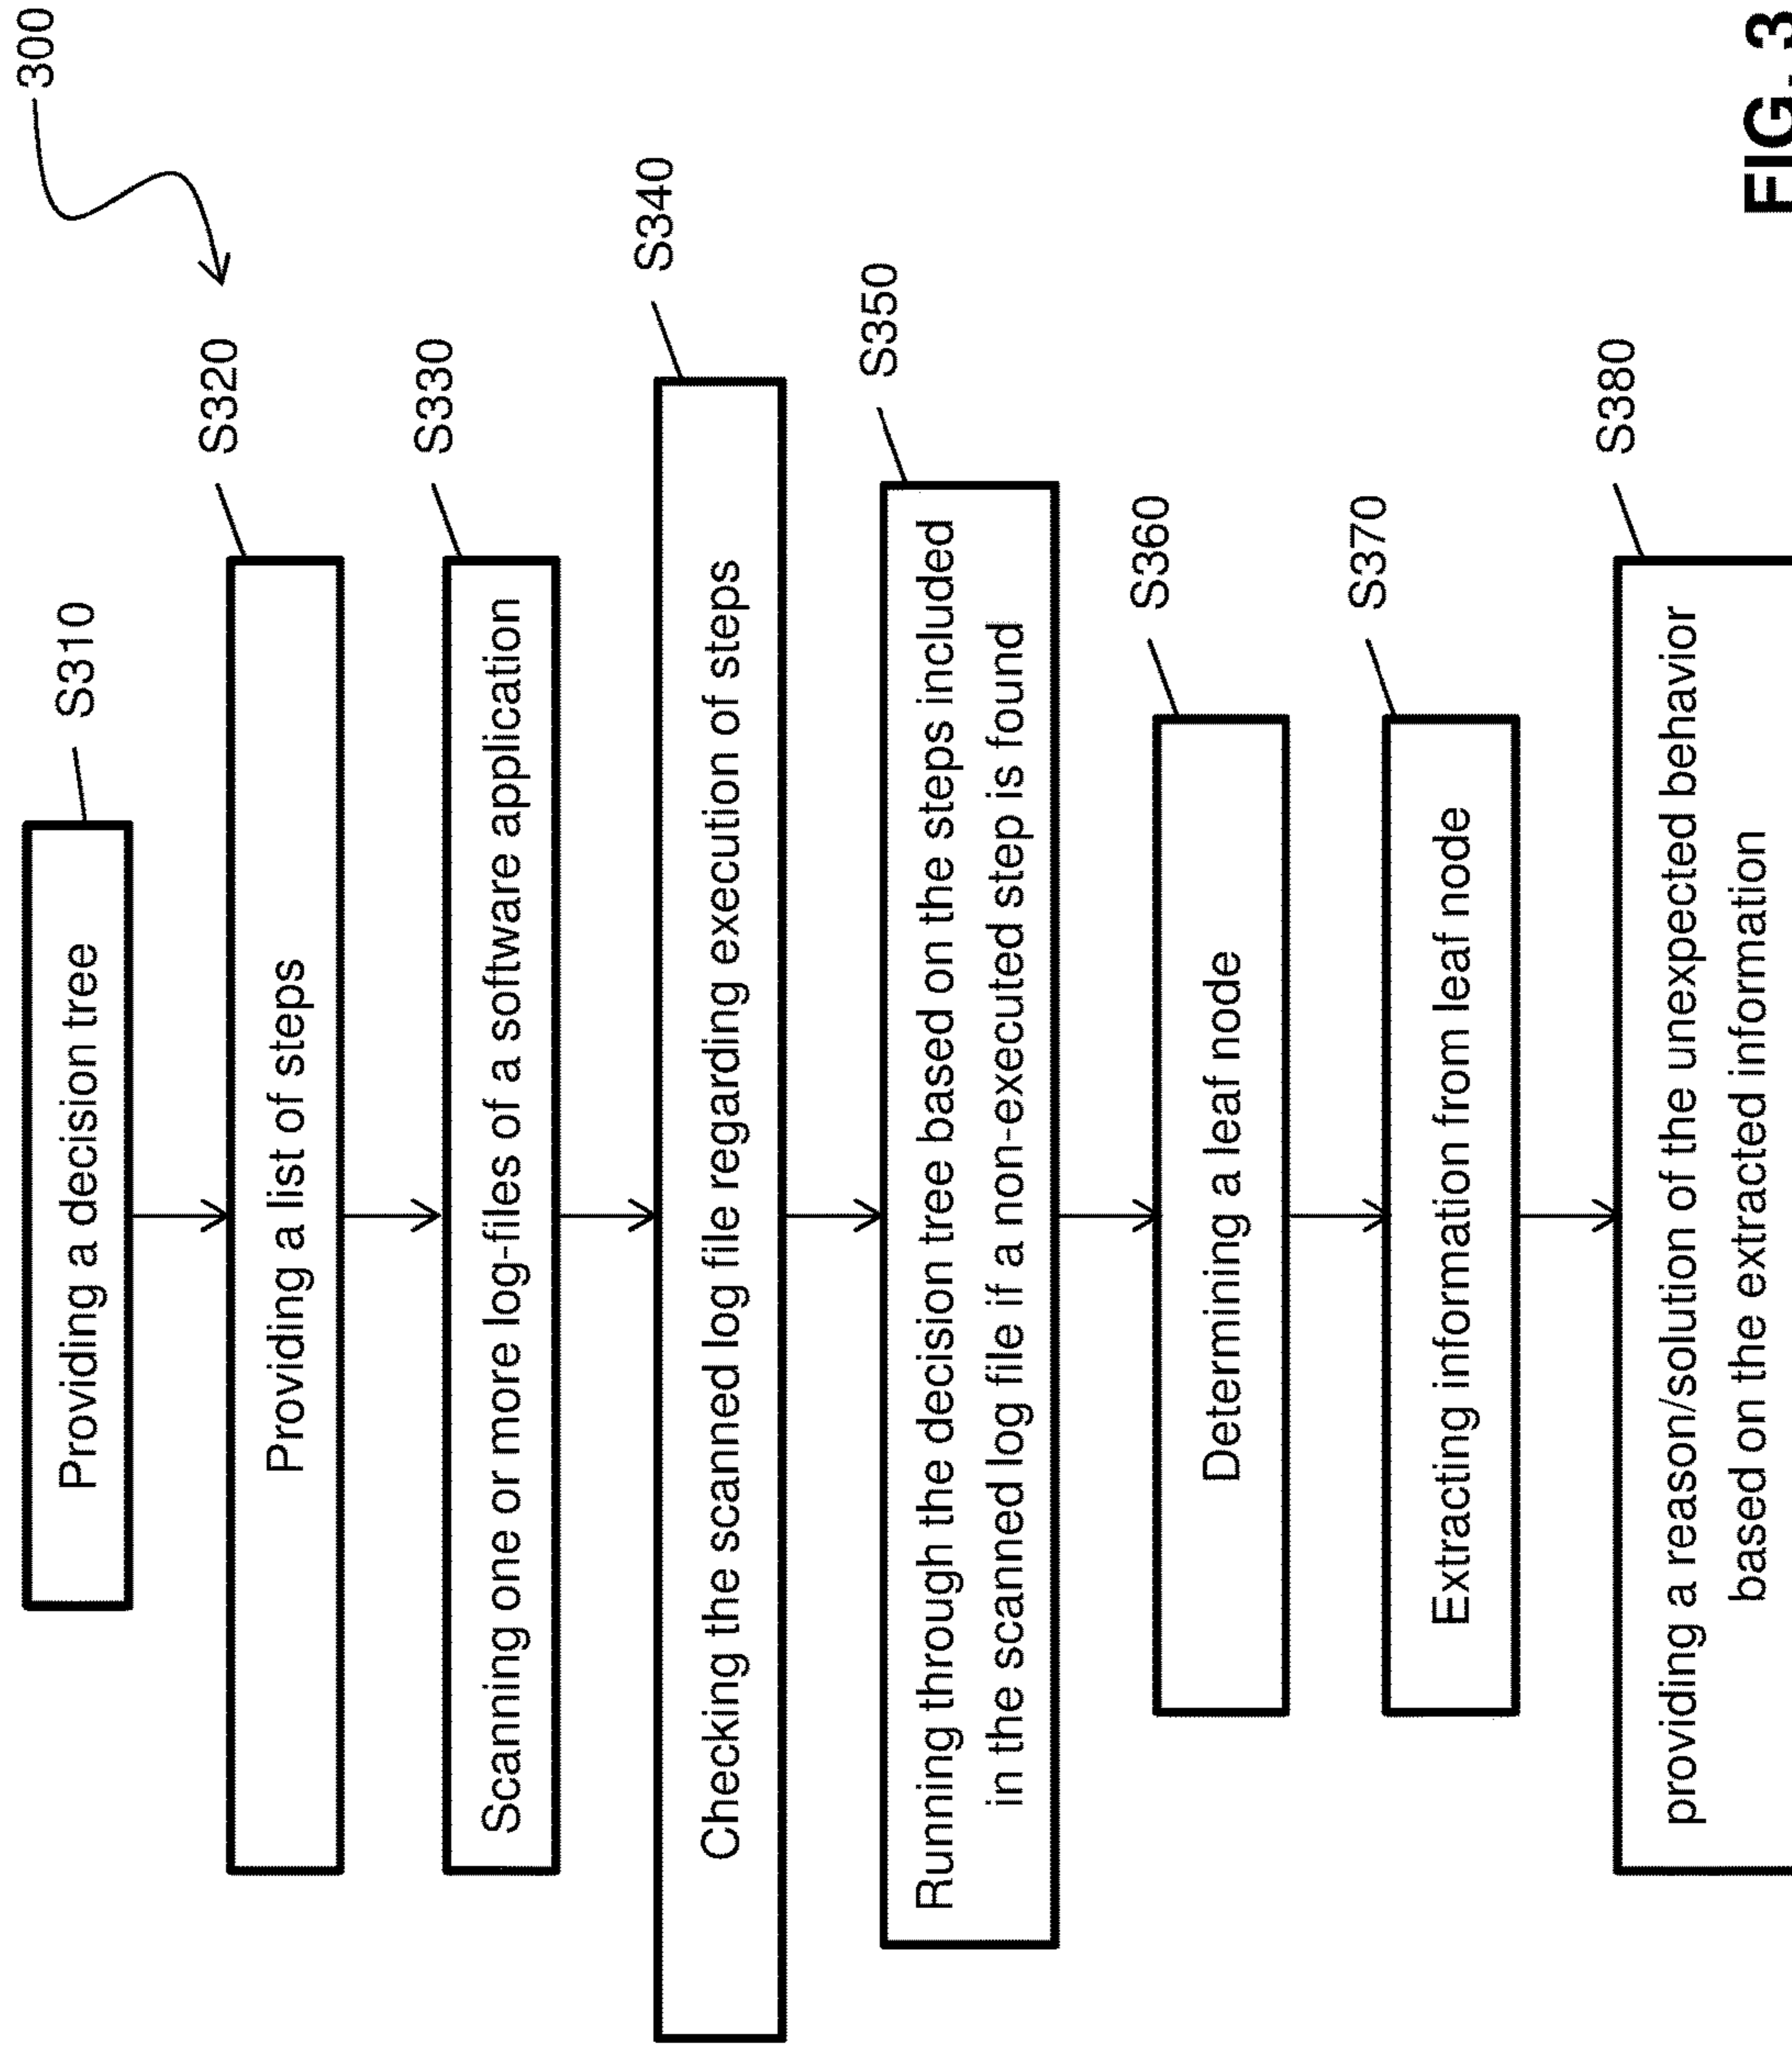 300
S310
Providing a decision tree
S320
Providing a list of steps
S330
Scanning one or more log-files of a software application
S340
Checking the scanned log file regarding execution of steps
S350
Running through the decision tree based on the steps included
in the scanned log file if a non-executed step is found
S360
Determining a leaf node
S370
Extracting information from leaf node
S380
providing a reason/solution of the unexpected behavior
based on the extracted information
FIG. 3